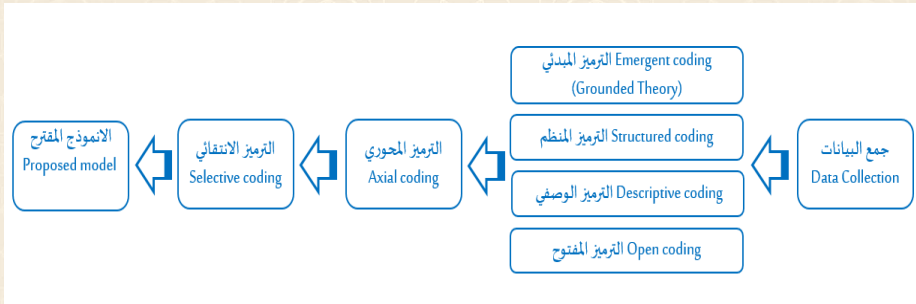 جمع البيانات
Data Collection
الترميز المبدئي Emergent coding
(Grounded Theory)
الترميز المنظم Structured coding
الترميز الوصفي Descriptive coding
الترميز المفتوح Open coding
الترميز المحوري
Axial coding
الترميز الانتقائي
Selective coding
الانموذج المقترح
Proposed model